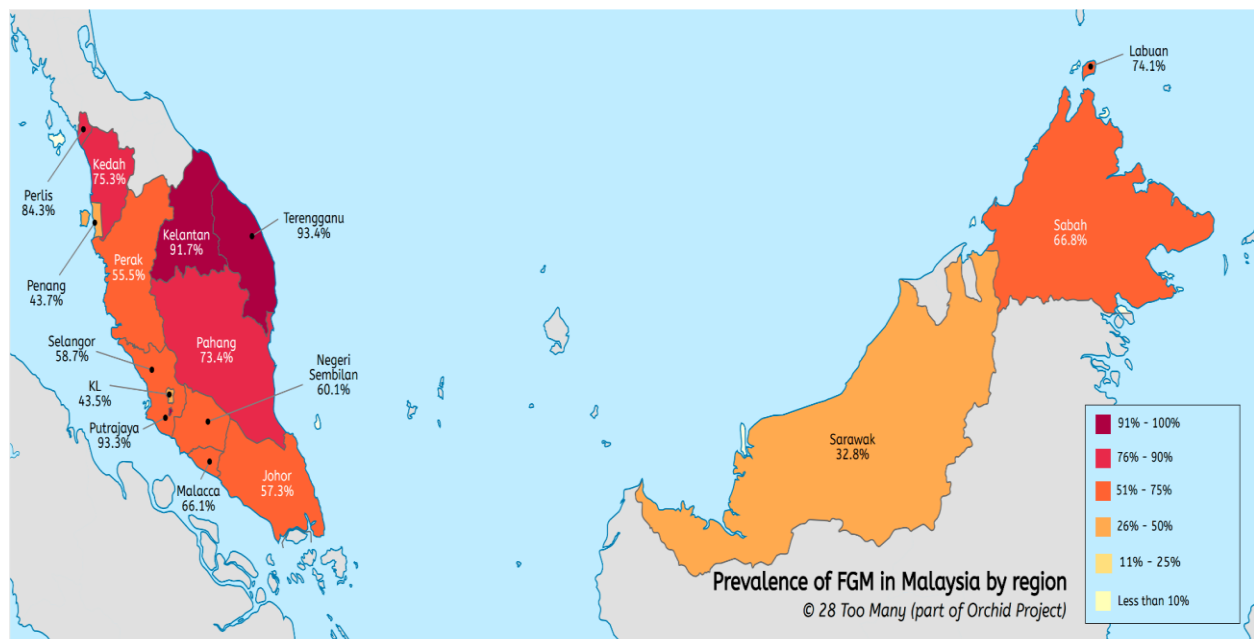 Labuan
74.1%
Kedah
75.3%
Perlis
84.3%
Terengganu
93.4%
Kelantan
91.7%
Sabah
66.8%
Perak
55.5%
Penang
43.7%
Selangor
58.7%
Pahang
73.4%
Negeri
Sembilan
60.1%
KL
43.5%
Putrajaya
93.3%
Sarawak
32.8%
Johor
57.3%
Malacca
66.1%
91% - 100%
76% - 90%
51% - 75%
26% - 50%
11% - 25%
Less than 10%
Prevalence of FGM in Malaysia by region
© 28 Too Many (part of Orchid Project)